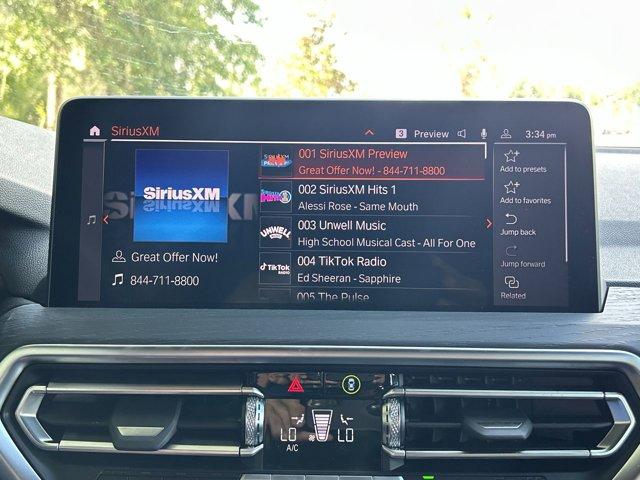 SiriusXM
3 Preview 3:34 pm
SiriusXM
Great Offer Now!
844-711-8800
001 SiriusXM Preview
Great Offer Now! - 844-711-8800
002 SiriusXM Hits 1
Alessi Rose - Same Mouth
UNWELL
003 Unwell Music
High School Musical Cast - All For One
TikTok
RADIO
004 TikTok Radio
Ed Sheeran - Sapphire
005 The Pulse
Add to presets
Add to favorites
Jump back
Jump forward
Related
LO LO
A/C